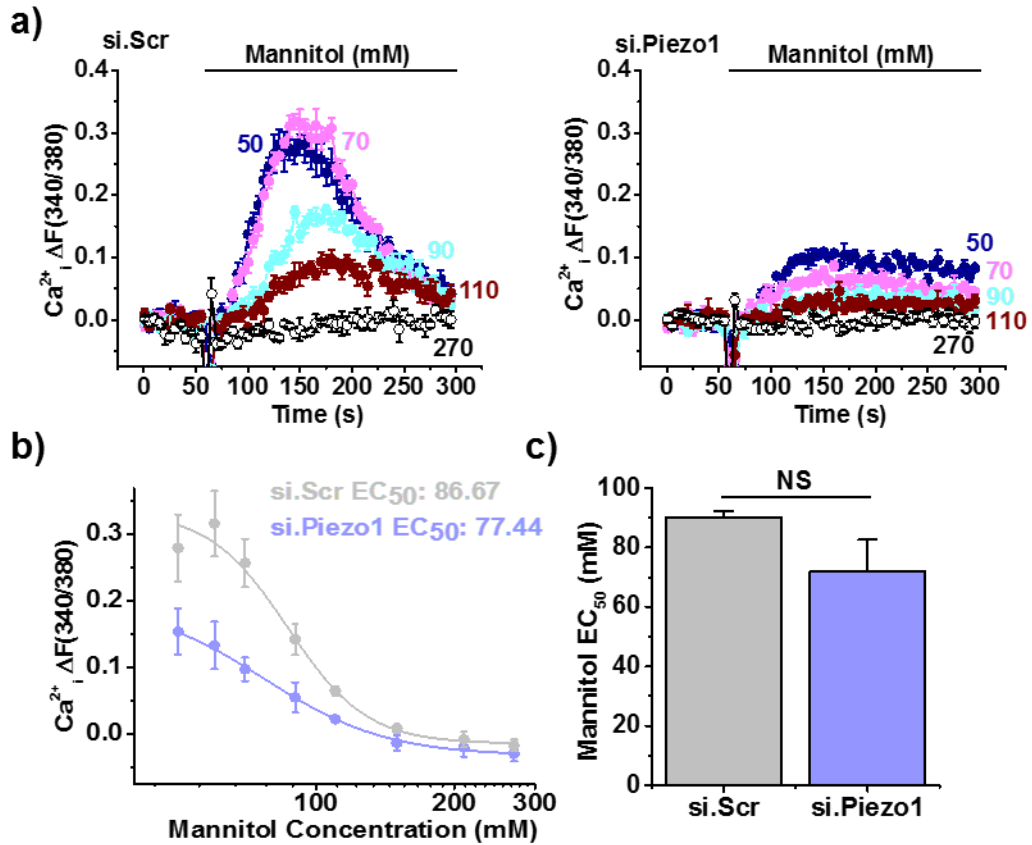 a)
si.Scr
Mannitol (mM)
0.4
0.3
0.2
0.1
0.0
Ca²⁺ᵢ ΔF(340/380)
50
70
90
110
270
0 50 100 150 200 250 300
Time (s)
si.Piezo1
Mannitol (mM)
0.4
0.3
0.2
0.1
0.0
Ca²⁺ᵢ ΔF(340/380)
50
70
90
110
270
0 50 100 150 200 250 300
Time (s)
b)
si.Scr EC₅₀: 86.67
si.Piezo1 EC₅₀: 77.44
0.3
0.2
0.1
0.0
Ca²⁺ᵢ ΔF(340/380)
100 200 300
Mannitol Concentration (mM)
c)
NS
100
80
60
40
20
0
Mannitol EC₅₀ (mM)
si.Scr si.Piezo1